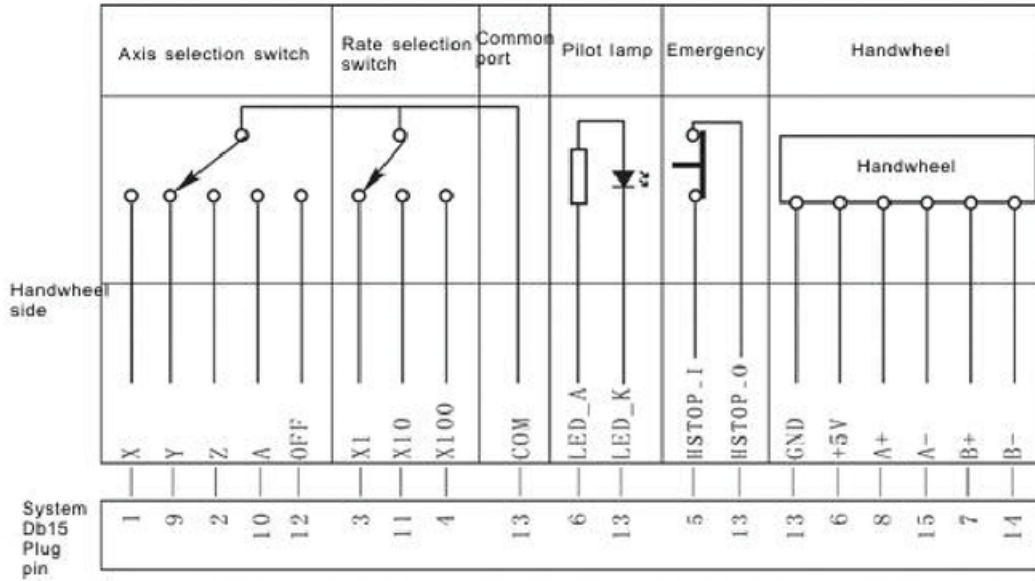 Axis selection switch
Rate selection
switch
Common
port
Pilot lamp
Emergency
Handwheel
Handwheel
Handwheel
side
X
Y
Z
A
OFF
X1
X10
X100
COM
LED_A
LED_K
HSTOP_I
HSTOP_O
GND
+5V
A+
A-
B+
B-
System
Db15
Plug
pin
1
9
2
10
12
3
11
4
13
6
13
5
13
13
6
8
15
7
14